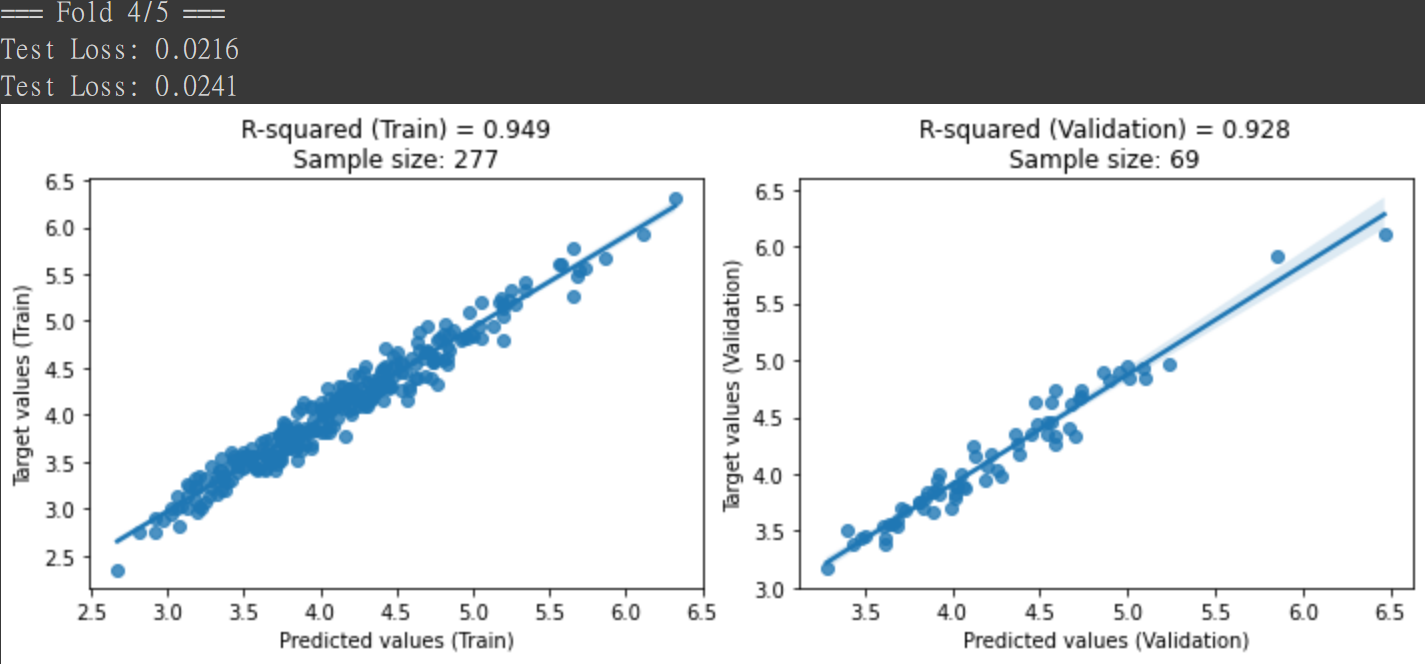 === Fold 4/5 ===
Test Loss: 0.0216
Test Loss: 0.0241
R-squared (Train) = 0.949
Sample size: 277
6.5
6.0
5.5
5.0
4.5
4.0
3.5
3.0
2.5
Target values (Train)
2.5 3.0 3.5 4.0 4.5 5.0 5.5 6.0 6.5
Predicted values (Train)
R-squared (Validation) = 0.928
Sample size: 69
6.5
6.0
5.5
5.0
4.5
4.0
3.5
3.0
Target values (Validation)
3.5 4.0 4.5 5.0 5.5 6.0 6.5
Predicted values (Validation)